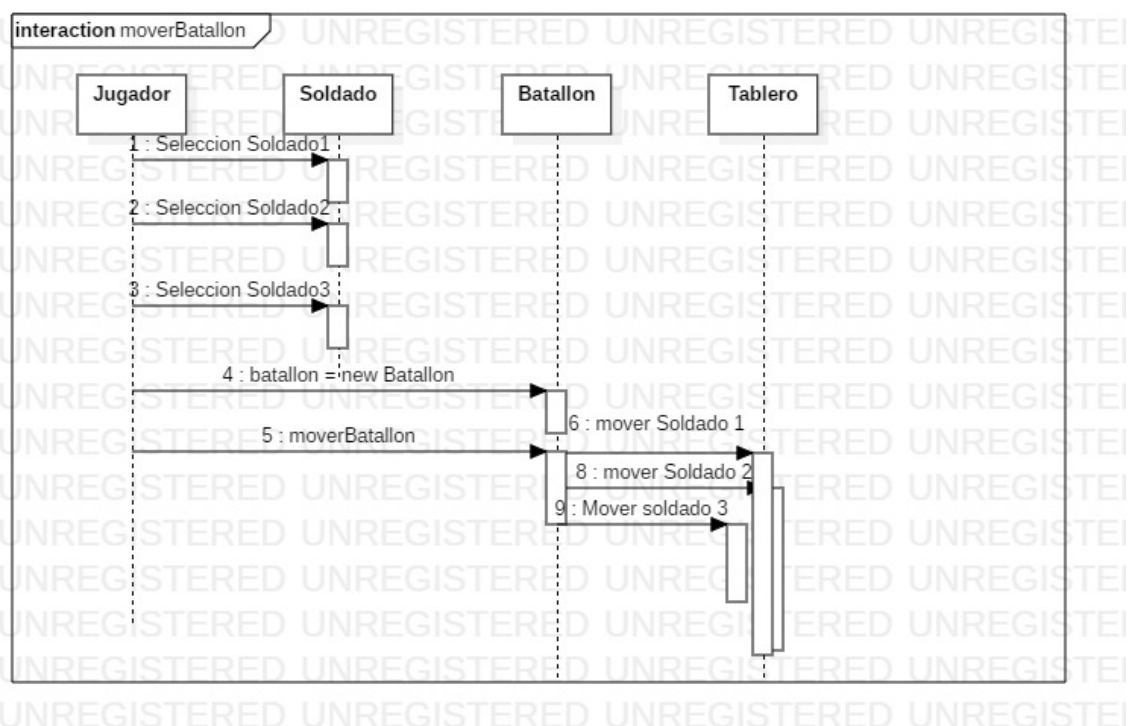 interaction moverBatallon
Jugador
Soldado
Batallon
Tablero
1 : Seleccion Soldado1
2 : Seleccion Soldado2
3 : Seleccion Soldado3
4 : batallon = new Batallon
5 : moverBatallon
6 : mover Soldado 1
8 : mover Soldado 2
9 : Mover soldado 3
UNREGISTERED